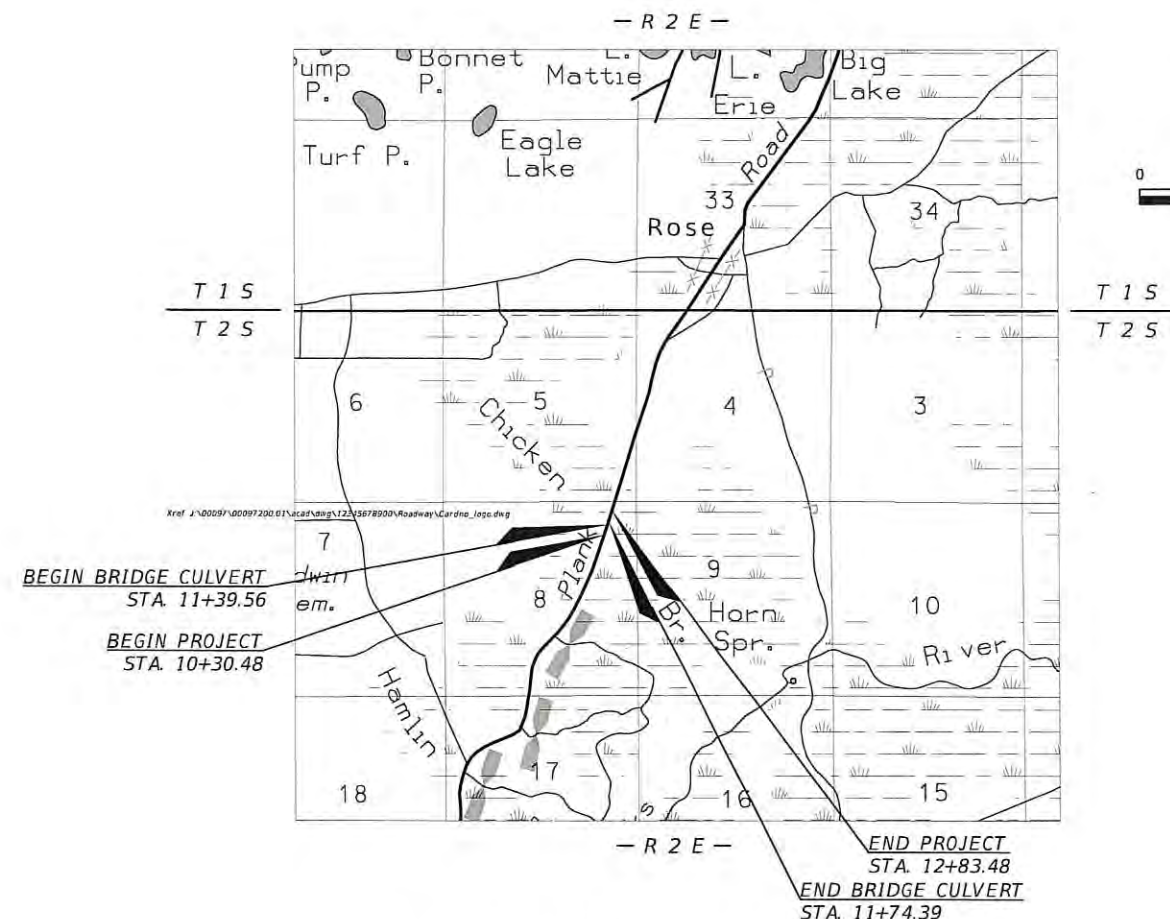 — R 2 E —
ump
P.
Bonnet
P.
L.
Mattie
L.
Erie
Big
Lake
Turf P.
Eagle
Lake
Road
33
34
Rose
0
T 1 S
T 2 S
T 1 S
T 2 S
6
5
4
3
Chicken
7
dwin
em.
8
Plank
9
Br.
Horn
Spr.
10
River
BEGIN BRIDGE CULVERT
STA. 11+39.56
BEGIN PROJECT
STA. 10+30.48
Hamlin
18
17
16
15
s
— R 2 E —
END PROJECT
STA. 12+83.48
END BRIDGE CULVERT
STA. 11+74.39